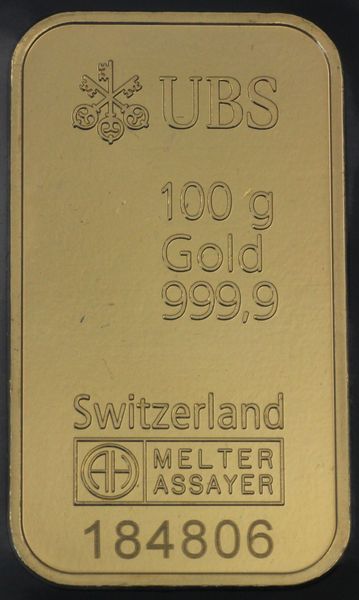 UBS
100 g
Gold
999,9
Switzerland
AH MELTER
ASSAYER
184806